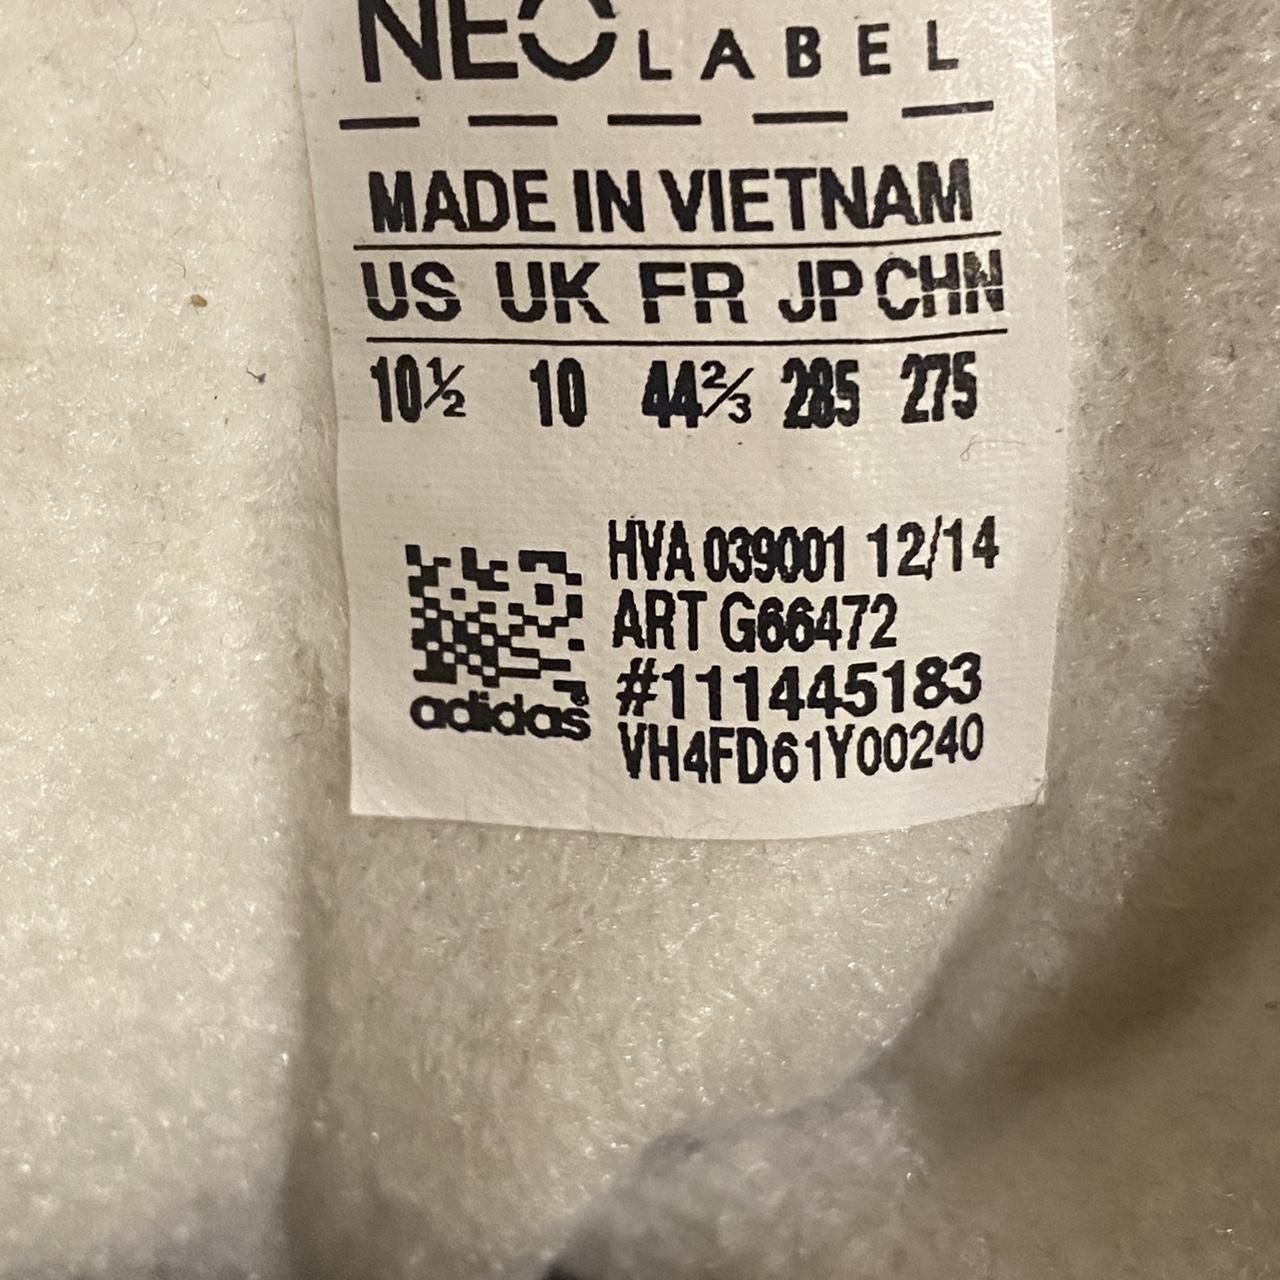 NEO LABEL
MADE IN VIETNAM
US UK FR JP CHN
10½ 10 44⅔ 285 275
HVA 039001 12/14
ART G66472
#111445183
VH4FD61Y00240
adidas